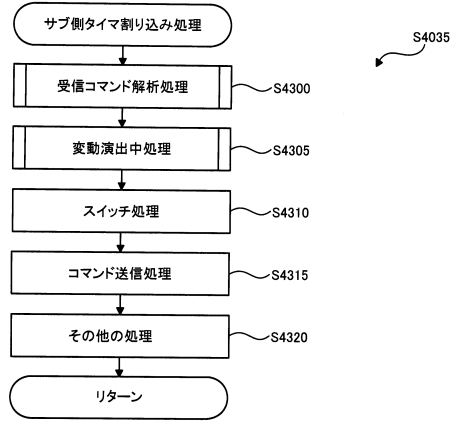 サブ側タイマ割り込み処理
S4035
受信コマンド解析処理
S4300
変動演出中処理
S4305
スイッチ処理
S4310
コマンド送信処理
S4315
その他の処理
S4320
リターン